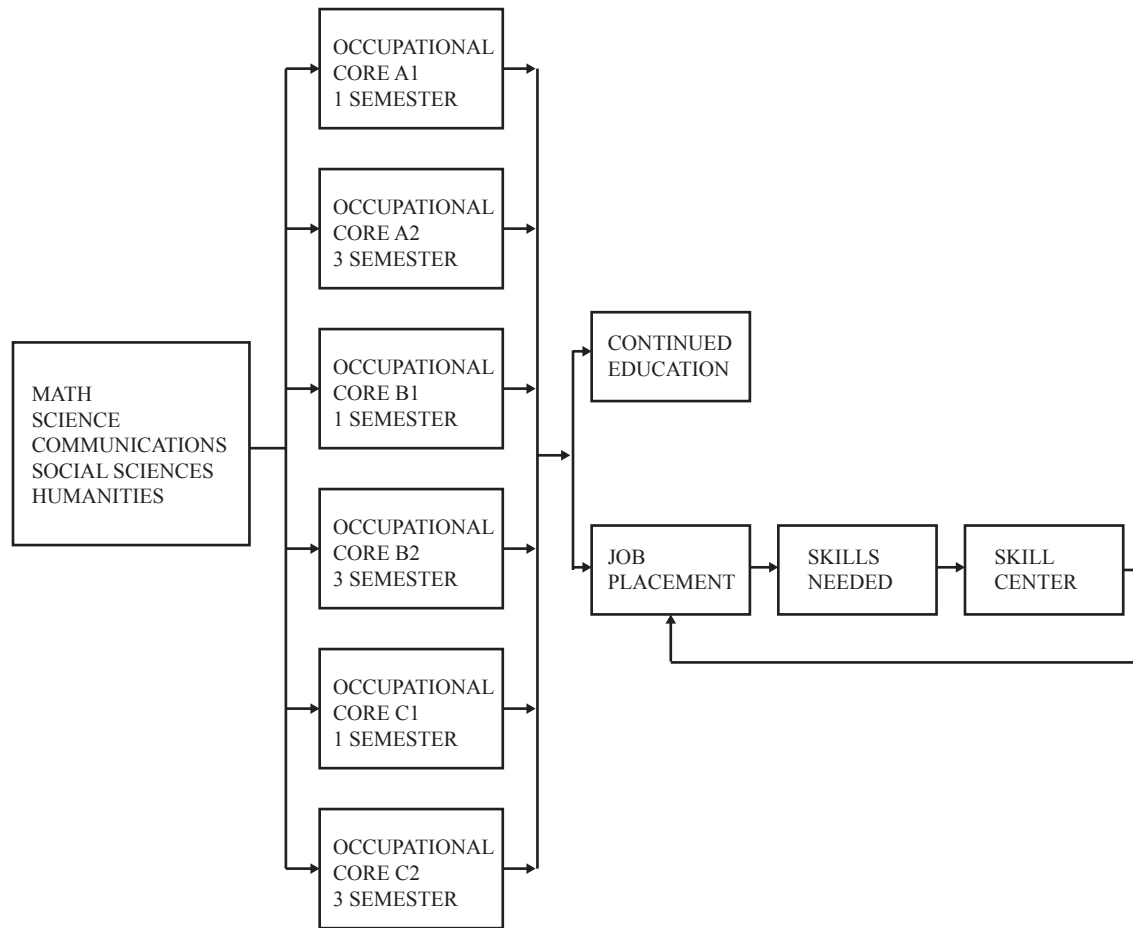 MATH
SCIENCE
COMMUNICATIONS
SOCIAL SCIENCES
HUMANITIES
OCCUPATIONAL
CORE A1
1 SEMESTER
OCCUPATIONAL
CORE A2
3 SEMESTER
OCCUPATIONAL
CORE B1
1 SEMESTER
OCCUPATIONAL
CORE B2
3 SEMESTER
OCCUPATIONAL
CORE C1
1 SEMESTER
OCCUPATIONAL
CORE C2
3 SEMESTER
CONTINUED
EDUCATION
JOB
PLACEMENT
SKILLS
NEEDED
SKILL
CENTER